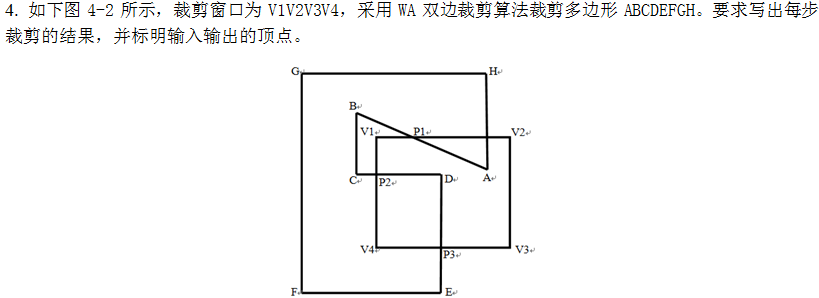 4. 如下图 4-2 所示，裁剪窗口为 V1V2V3V4，采用 WA 双边裁剪算法裁剪多边形 ABCDEFGH。要求写出每步
裁剪的结果，并标明输入输出的顶点。
G H
B
V1 P1 V2
C P2 D A
V4 P3 V3
F E